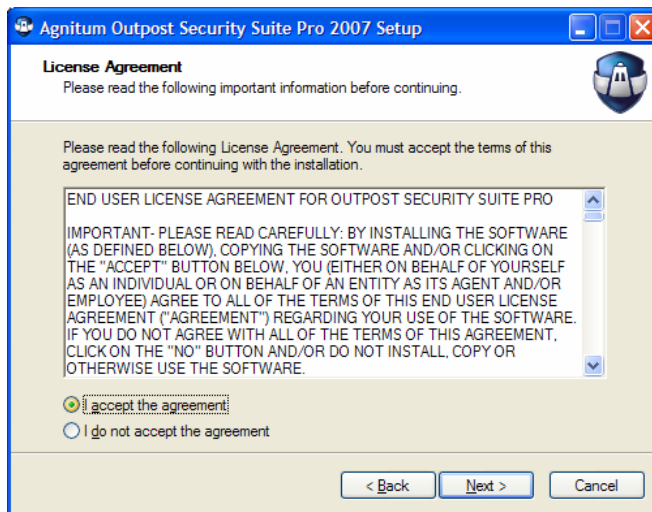 Agnitum Outpost Security Suite Pro 2007 Setup
License Agreement
Please read the following important information before continuing.
Please read the following License Agreement. You must accept the terms of this
agreement before continuing with the installation.
END USER LICENSE AGREEMENT FOR OUTPOST SECURITY SUITE PRO
IMPORTANT- PLEASE READ CAREFULLY: BY INSTALLING THE SOFTWARE
(AS DEFINED BELOW), COPYING THE SOFTWARE AND/OR CLICKING ON
THE "ACCEPT" BUTTON BELOW, YOU (EITHER ON BEHALF OF YOURSELF
AS AN INDIVIDUAL OR ON BEHALF OF AN ENTITY AS ITS AGENT AND/OR
EMPLOYEE) AGREE TO ALL OF THE TERMS OF THIS END USER LICENSE
AGREEMENT ("AGREEMENT") REGARDING YOUR USE OF THE SOFTWARE.
IF YOU DO NOT AGREE WITH ALL OF THE TERMS OF THIS AGREEMENT,
CLICK ON THE "NO" BUTTON AND/OR DO NOT INSTALL, COPY OR
OTHERWISE USE THE SOFTWARE.
I accept the agreement
I do not accept the agreement
< Back Next > Cancel